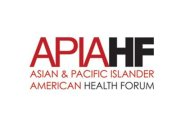 APIAHF
ASIAN & PACIFIC ISLANDER
AMERICAN HEALTH FORUM